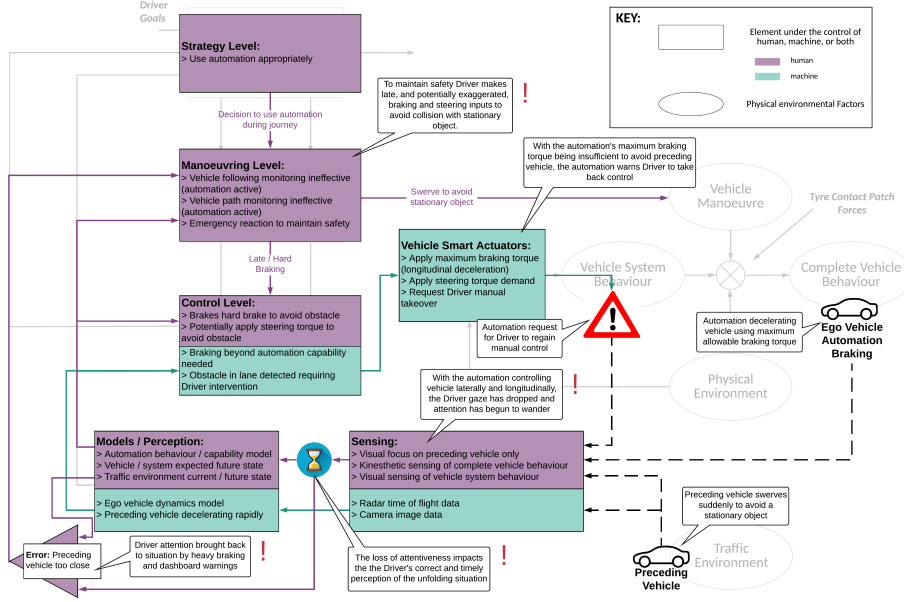 Driver
Goals
Strategy Level:
> Use automation appropriately
Decision to use automation
during journey
To maintain safety Driver makes
late, and potentially exaggerated,
braking and steering inputs to
avoid collision with stationary
object.
!
KEY:
Element under the control of
human, machine, or both
human
machine
Physical environmental Factors
Manoeuvring Level:
> Vehicle following monitoring ineffective
(automation active)
> Vehicle path monitoring ineffective
(automation active)
> Emergency reaction to maintain safety
With the automation's maximum braking
torque being insufficient to avoid preceding
vehicle, the automation warns Driver to take
back control
Swerve to avoid
stationary object
Vehicle
Manoeuvre
Tyre Contact Patch
Forces
Late / Hard
Braking
Vehicle Smart Actuators:
> Apply maximum braking torque
(longitudinal deceleration)
> Apply steering torque demand
> Request Driver manual
takeover
Vehicle System
Behaviour
Complete Vehicle
Behaviour
Control Level:
> Brakes hard brake to avoid obstacle
> Potentially apply steering torque to
avoid obstacle
> Braking beyond automation capability
needed
> Obstacle in lane detected requiring
Driver intervention
Automation request
for Driver to regain
manual control
!
Automation decelerating
vehicle using maximum
allowable braking torque
Ego Vehicle
Automation
Braking
With the automation controlling
vehicle laterally and longitudinally,
the Driver gaze has dropped and
attention has begun to wander
!
Physical
Environment
Models / Perception:
> Automation behaviour / capability model
> Vehicle / system expected future state
> Traffic environment current / future state
> Ego vehicle dynamics model
> Preceding vehicle decelerating rapidly
Sensing:
> Visual focus on preceding vehicle only
> Kinesthetic sensing of complete vehicle behaviour
> Visual sensing of vehicle system behaviour
> Radar time of flight data
> Camera image data
Preceding vehicle swerves
suddenly to avoid a
stationary object
Error: Preceding
vehicle too close
Driver attention brought back
to situation by heavy braking
and dashboard warnings
!
The loss of attentiveness impacts
the the Driver's correct and timely
perception of the unfolding situation
!
Preceding
Vehicle
Traffic
Environment